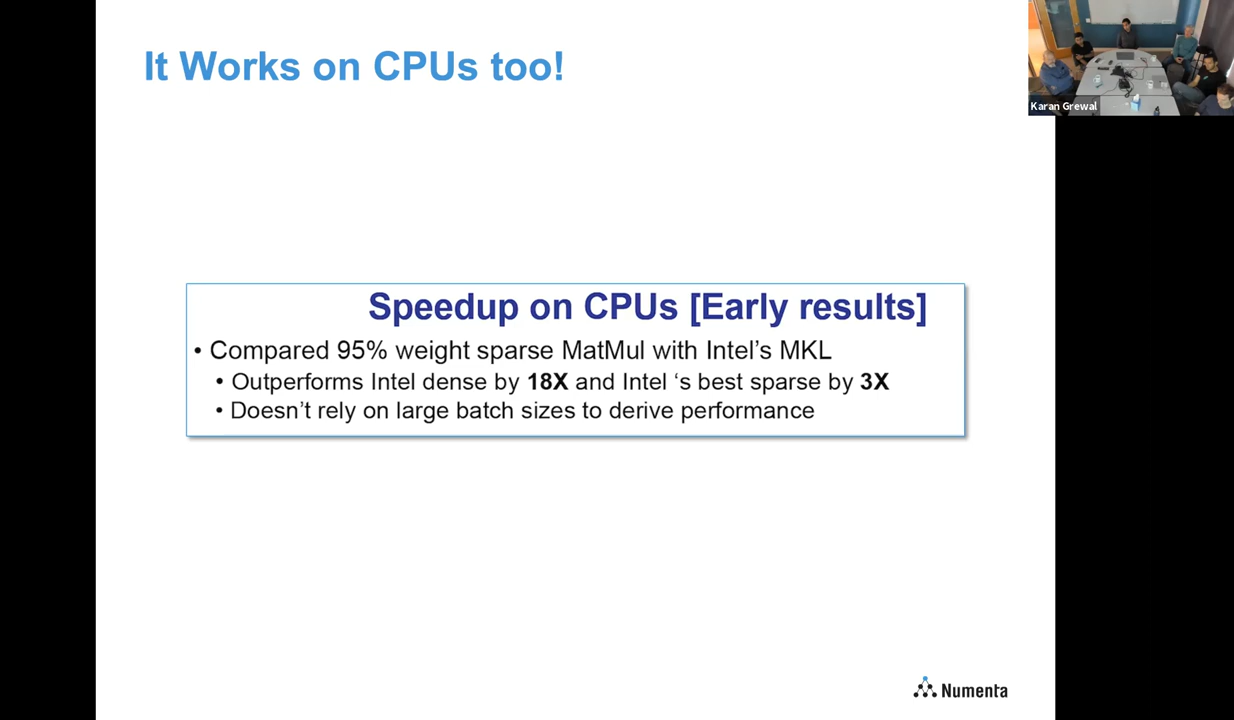 It Works on CPUs too!
Karan Grewal
Speedup on CPUs [Early results]
• Compared 95% weight sparse MatMul with Intel’s MKL
• Outperforms Intel dense by 18X and Intel ‘s best sparse by 3X
• Doesn’t rely on large batch sizes to derive performance
Numenta